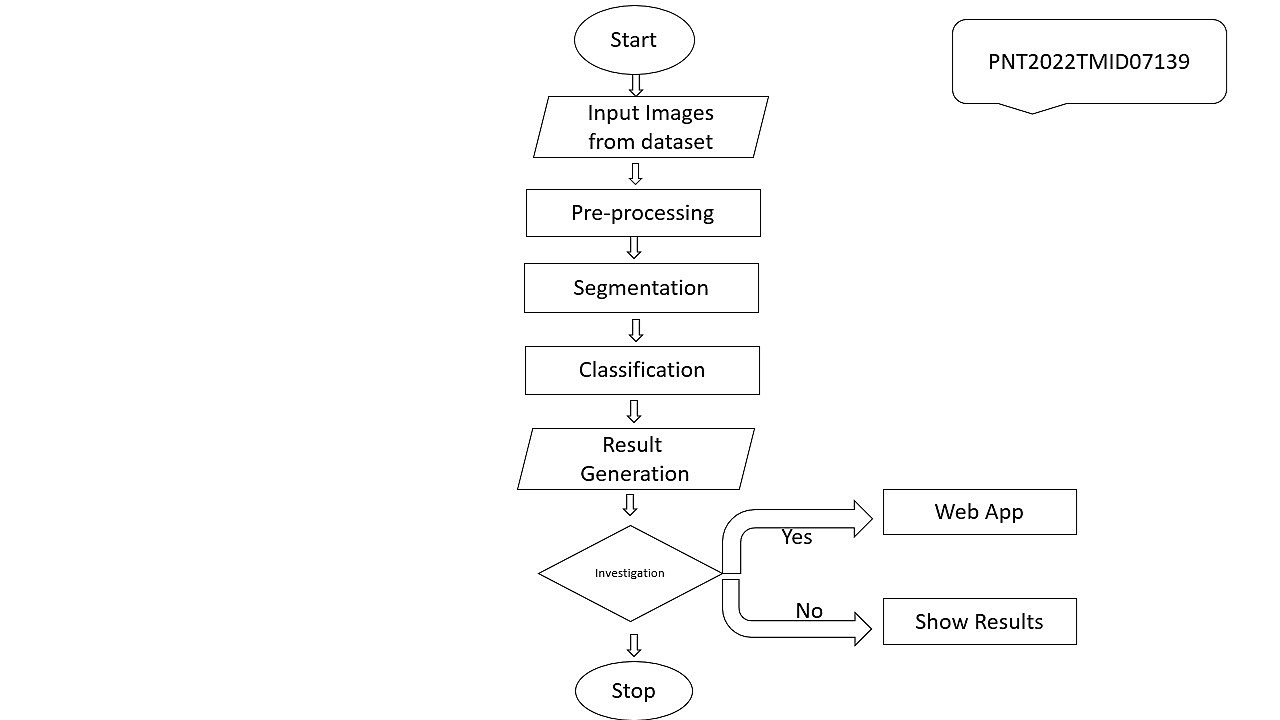 Start
PNT2022TMID07139
Input Images
from dataset
Pre-processing
Segmentation
Classification
Result
Generation
Web App
Yes
Investigation
No
Show Results
Stop